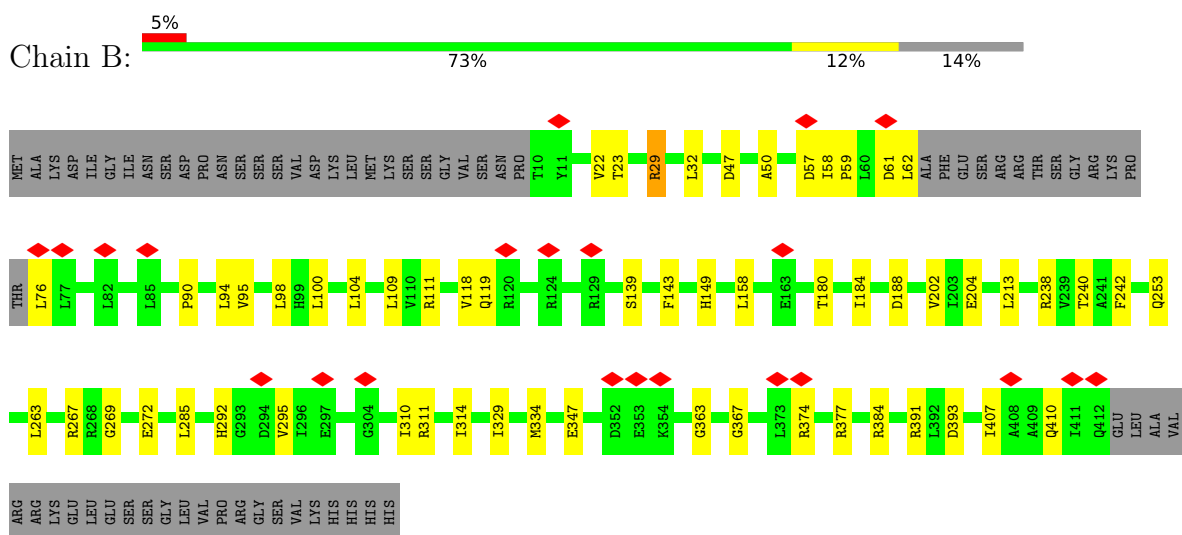 5%
Chain B:
73% 12% 14%
MET ALA LYS ASP ILE GLY ILE ASN SER ASP PRO ASN SER SER SER VAL ASP LYS LEU MET LYS SER SER GLY VAL SER ASN PRO T10 Y11 V22 T23 R29 L32 D47 A50 D57 I58 P59 L60 D61 L62 ALA PHE GLU SER ARG ARG THR SER GLY ARG LYS PRO
THR L76 L77 L82 L85 P90 L94 V95 L98 H99 L100 L104 L109 V110 R111 V118 Q119 R120 R124 R129 S139 F143 H149 L158 E163 T180 I184 D188 V202 I203 E204 L213 R238 V239 T240 A241 F242 Q253
L263 R267 R268 G269 E272 L285 H292 G293 D294 V295 I296 E297 G304 I310 R311 I314 I329 M334 E347 D352 E353 K354 G363 G367 L373 R374 R377 R384 R391 L392 D393 I407 A408 A409 Q410 I411 Q412 GLU LEU ALA VAL
ARG ARG LYS GLU LEU GLU SER SER GLY LEU VAL PRO ARG GLY SER VAL LYS HIS HIS HIS HIS